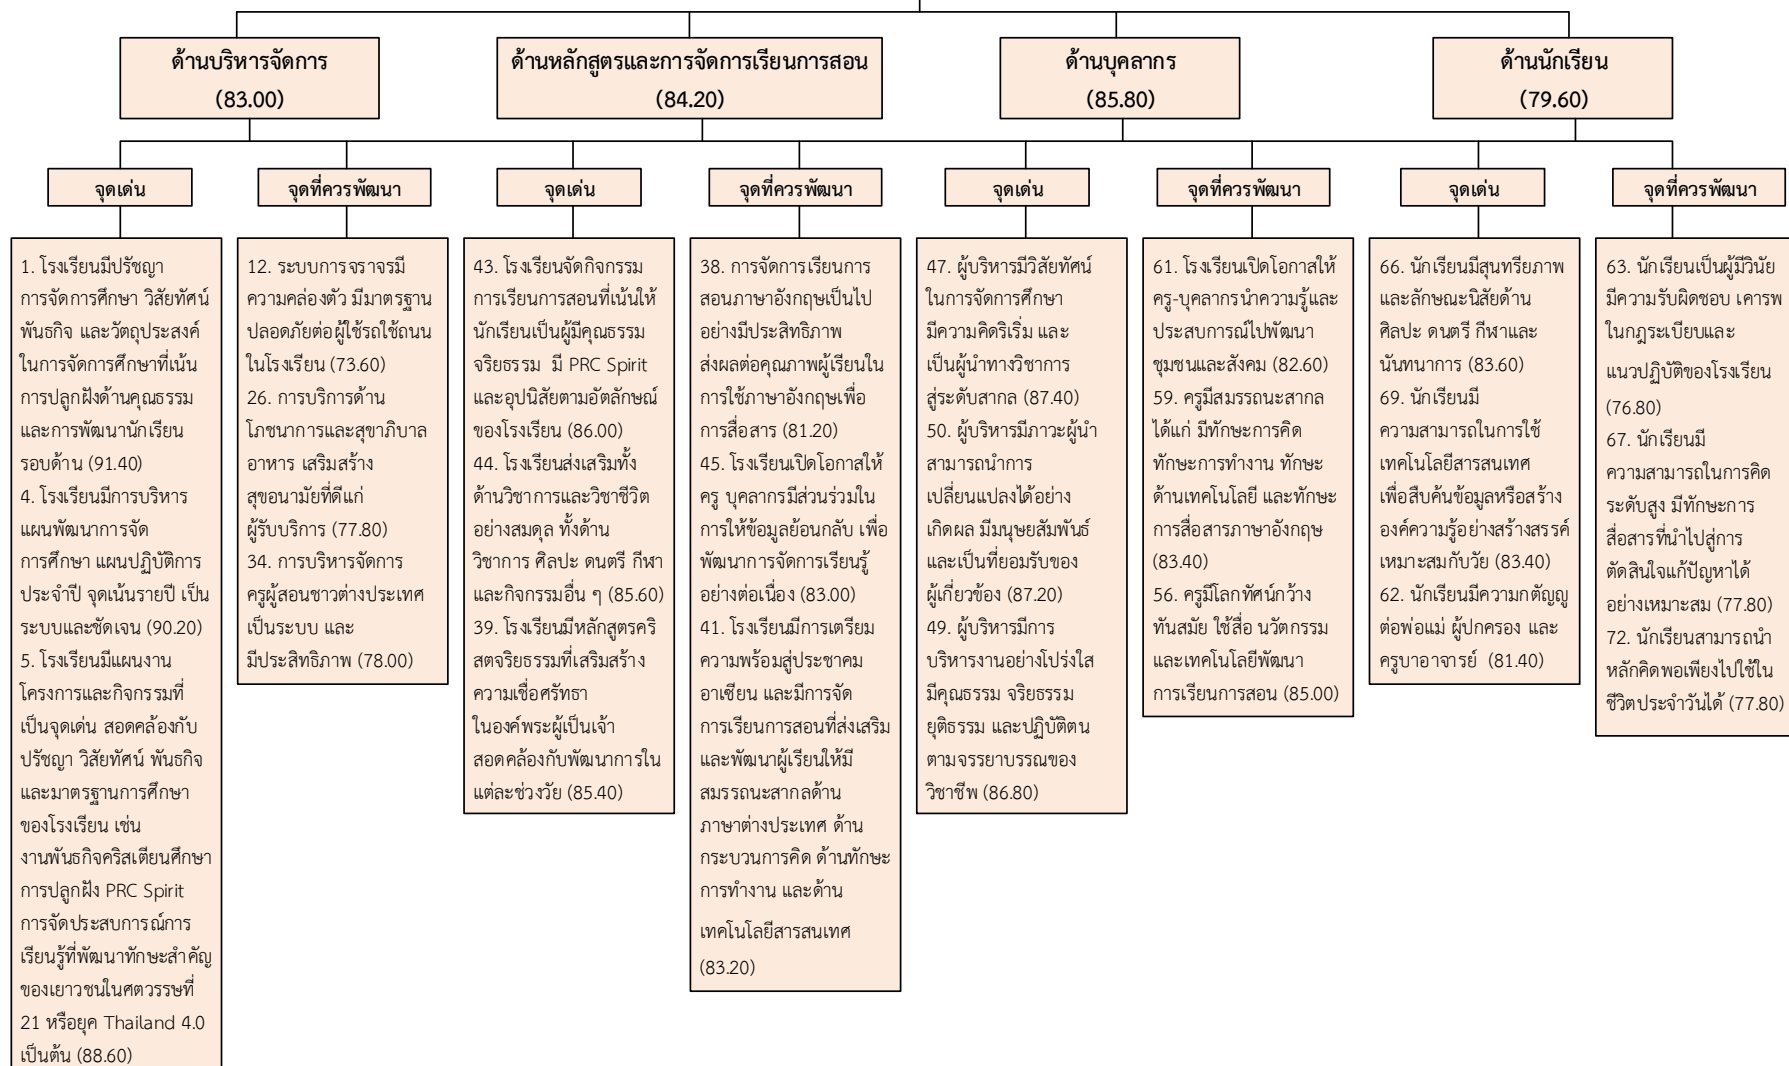 ด้านบริหารจัดการ
(83.00)
ด้านหลักสูตรและการจัดการเรียนการสอน
(84.20)
ด้านบุคลากร
(85.80)
ด้านนักเรียน
(79.60)
จุดเด่น
จุดที่ควรพัฒนา
จุดเด่น
จุดที่ควรพัฒนา
จุดเด่น
จุดที่ควรพัฒนา
จุดเด่น
จุดที่ควรพัฒนา
1. โรงเรียนมีปรัชญา
การจัดการศึกษา วิสัยทัศน์
พันธกิจ และวัตถุประสงค์
ในการจัดการศึกษาที่เน้น
การปลูกฝังด้านคุณธรรม
และการพัฒนานักเรียน
รอบด้าน (91.40)
4. โรงเรียนมีการบริหาร
แผนพัฒนาการจัด
การศึกษา แผนปฏิบัติการ
ประจำปี จุดเน้นรายปี เป็น
ระบบและชัดเจน (90.20)
5. โรงเรียนมีแผนงาน
โครงการและกิจกรรมที่
เป็นจุดเด่น สอดคล้องกับ
ปรัชญา วิสัยทัศน์ พันธกิจ
และมาตรฐานการศึกษา
ของโรงเรียน เช่น
งานพันธกิจคริสเตียนศึกษา
การปลูกฝัง PRC Spirit
การจัดประสบการณ์การ
เรียนรู้ที่พัฒนาทักษะสำคัญ
ของเยาวชนในศตวรรษที่
21 หรือยุค Thailand 4.0
เป็นต้น (88.60)
12. ระบบการจราจรมี
ความคล่องตัว มีมาตรฐาน
ปลอดภัยต่อผู้ใช้รถใช้ถนน
ในโรงเรียน (73.60)
26. การบริการด้าน
โภชนาการและสุขาภิบาล
อาหาร เสริมสร้าง
สุขอนามัยที่ดีแก่
ผู้รับบริการ (77.80)
34. การบริหารจัดการ
ครูผู้สอนชาวต่างประเทศ
เป็นระบบ และ
มีประสิทธิภาพ (78.00)
43. โรงเรียนจัดกิจกรรม
การเรียนการสอนที่เน้นให้
นักเรียนเป็นผู้มีคุณธรรม
จริยธรรม มี PRC Spirit
และอุปนิสัยตามอัตลักษณ์
ของโรงเรียน (86.00)
44. โรงเรียนส่งเสริมทั้ง
ด้านวิชาการและวิชาชีวิต
อย่างสมดุล ทั้งด้าน
วิชาการ ศิลปะ ดนตรี กีฬา
และกิจกรรมอื่น ๆ (85.60)
39. โรงเรียนมีหลักสูตรคริ
สตจริยธรรมที่เสริมสร้าง
ความเชื่อศรัทธา
ในองค์พระผู้เป็นเจ้า
สอดคล้องกับพัฒนาการใน
แต่ละช่วงวัย (85.40)
38. การจัดการเรียนการ
สอนภาษาอังกฤษเป็นไป
อย่างมีประสิทธิภาพ
ส่งผลต่อคุณภาพผู้เรียนใน
การใช้ภาษาอังกฤษเพื่อ
การสื่อสาร (81.20)
45. โรงเรียนเปิดโอกาสให้
ครู บุคลากรมีส่วนร่วมใน
การให้ข้อมูลย้อนกลับ เพื่อ
พัฒนาการจัดการเรียนรู้
อย่างต่อเนื่อง (83.00)
41. โรงเรียนมีการเตรียม
ความพร้อมสู่ประชาคม
อาเซียน และมีการจัด
การเรียนการสอนที่ส่งเสริม
และพัฒนาผู้เรียนให้มี
สมรรถนะสากลด้าน
ภาษาต่างประเทศ ด้าน
กระบวนการคิด ด้านทักษะ
การทำงาน และด้าน
เทคโนโลยีสารสนเทศ
(83.20)
47. ผู้บริหารมีวิสัยทัศน์
ในการจัดการศึกษา
มีความคิดริเริ่ม และ
เป็นผู้นำทางวิชาการ
สู่ระดับสากล (87.40)
50. ผู้บริหารมีภาวะผู้นำ
สามารถนำการ
เปลี่ยนแปลงได้อย่าง
เกิดผล มีมนุษยสัมพันธ์
และเป็นที่ยอมรับของ
ผู้เกี่ยวข้อง (87.20)
49. ผู้บริหารมีการ
บริหารงานอย่างโปร่งใส
มีคุณธรรม จริยธรรม
ยุติธรรม และปฏิบัติตน
ตามจรรยาบรรณของ
วิชาชีพ (86.80)
61. โรงเรียนเปิดโอกาสให้
ครู-บุคลากรนำความรู้และ
ประสบการณ์ไปพัฒนา
ชุมชนและสังคม (82.60)
59. ครูมีสมรรถนะสากล
ได้แก่ มีทักษะการคิด
ทักษะการทำงาน ทักษะ
ด้านเทคโนโลยี และทักษะ
การสื่อสารภาษาอังกฤษ
(83.40)
56. ครูมีโลกทัศน์กว้าง
ทันสมัย ใช้สื่อ นวัตกรรม
และเทคโนโลยีพัฒนา
การเรียนการสอน (85.00)
66. นักเรียนมีสุนทรียภาพ
และลักษณะนิสัยด้าน
ศิลปะ ดนตรี กีฬาและ
นันทนาการ (83.60)
69. นักเรียนมี
ความสามารถในการใช้
เทคโนโลยีสารสนเทศ
เพื่อสืบค้นข้อมูลหรือสร้าง
องค์ความรู้อย่างสร้างสรรค์
เหมาะสมกับวัย (83.40)
62. นักเรียนมีความกตัญญู
ต่อพ่อแม่ ผู้ปกครอง และ
ครูบาอาจารย์ (81.40)
63. นักเรียนเป็นผู้มีวินัย
มีความรับผิดชอบ เคารพ
ในกฎระเบียบและ
แนวปฏิบัติของโรงเรียน
(76.80)
67. นักเรียนมี
ความสามารถในการคิด
ระดับสูง มีทักษะการ
สื่อสารที่นำไปสู่การ
ตัดสินใจแก้ปัญหาได้
อย่างเหมาะสม (77.80)
72. นักเรียนสามารถนำ
หลักคิดพอเพียงไปใช้ใน
ชีวิตประจำวันได้ (77.80)